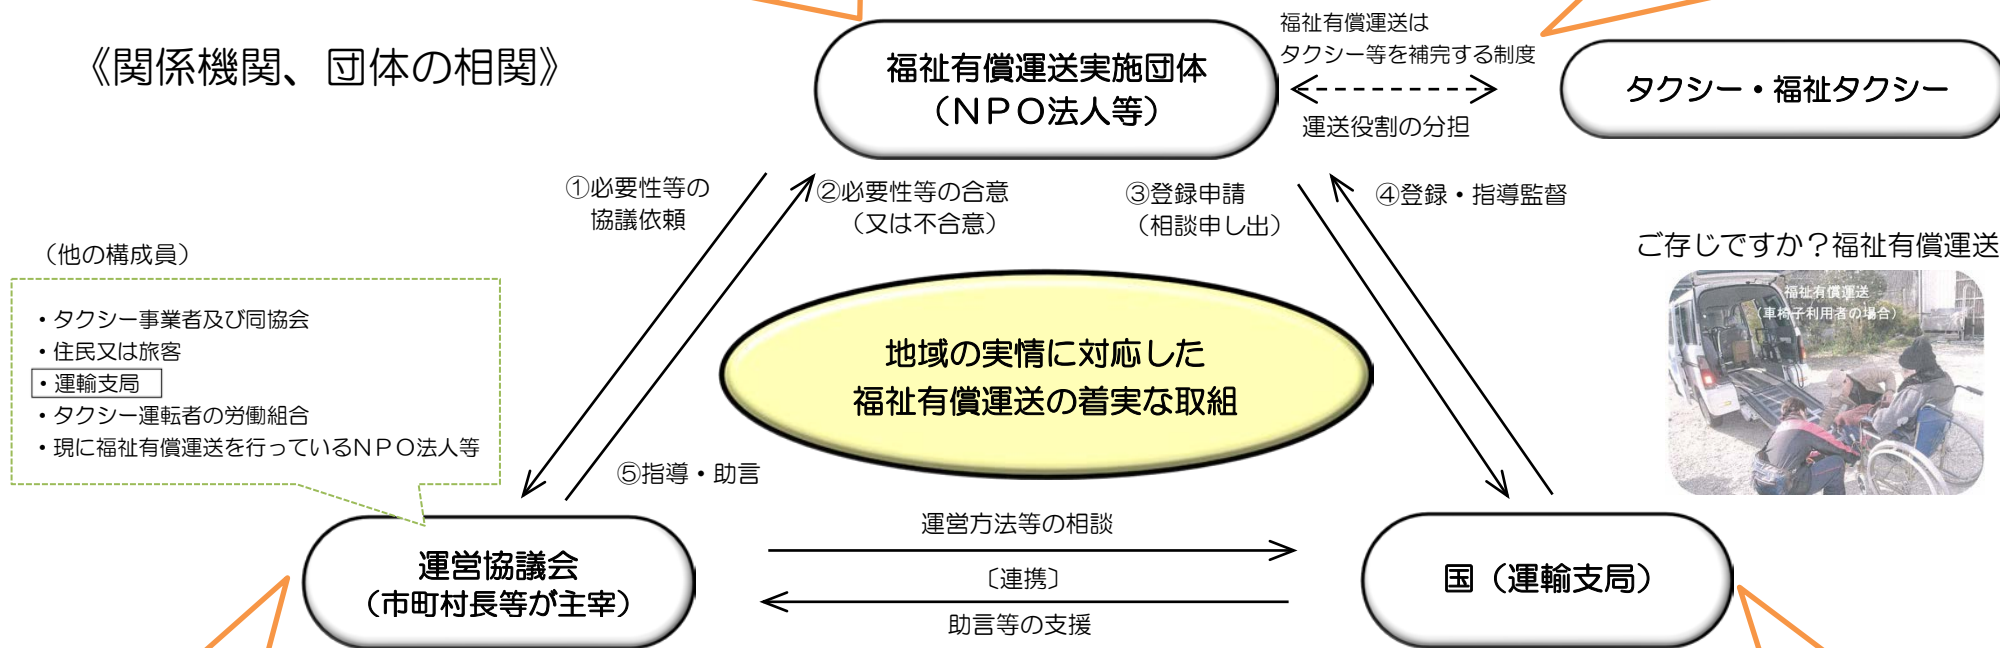 《関係機関、団体の相関》
福祉有償運送実施団体
（ＮＰＯ法人等）
福祉有償運送は
タクシー等を補完する制度
運送役割の分担
タクシー・福祉タクシー
①必要性等の
協議依頼
②必要性等の合意
（又は不合意）
③登録申請
（相談申し出）
④登録・指導監督
（他の構成員）
・タクシー事業者及び同協会
・住民又は旅客
・運輸支局
・タクシー運転者の労働組合
・現に福祉有償運送を行っているＮＰＯ法人等
地域の実情に対応した
福祉有償運送の着実な取組
ご存じですか？福祉有償運送
福祉有償運送
（車椅子利用者の場合）
⑤指導・助言
運営協議会
（市町村長等が主宰）
運営方法等の相談
〔連携〕
助言等の支援
国（運輸支局）